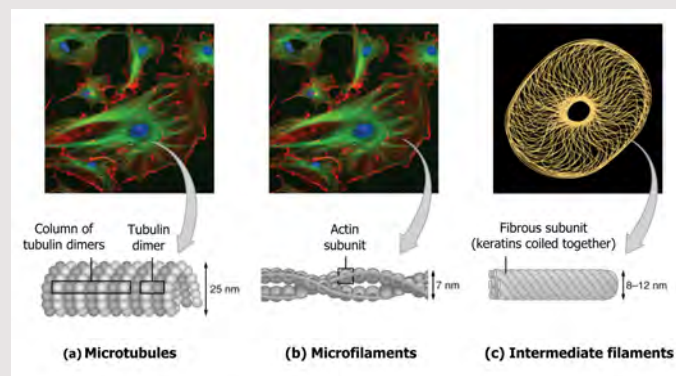 Column of
tubulin dimers
Tubulin
dimer
25 nm
(a) Microtubules
Actin
subunit
7 nm
(b) Microfilaments
Fibrous subunit
(keratins coiled together)
8–12 nm
(c) Intermediate filaments